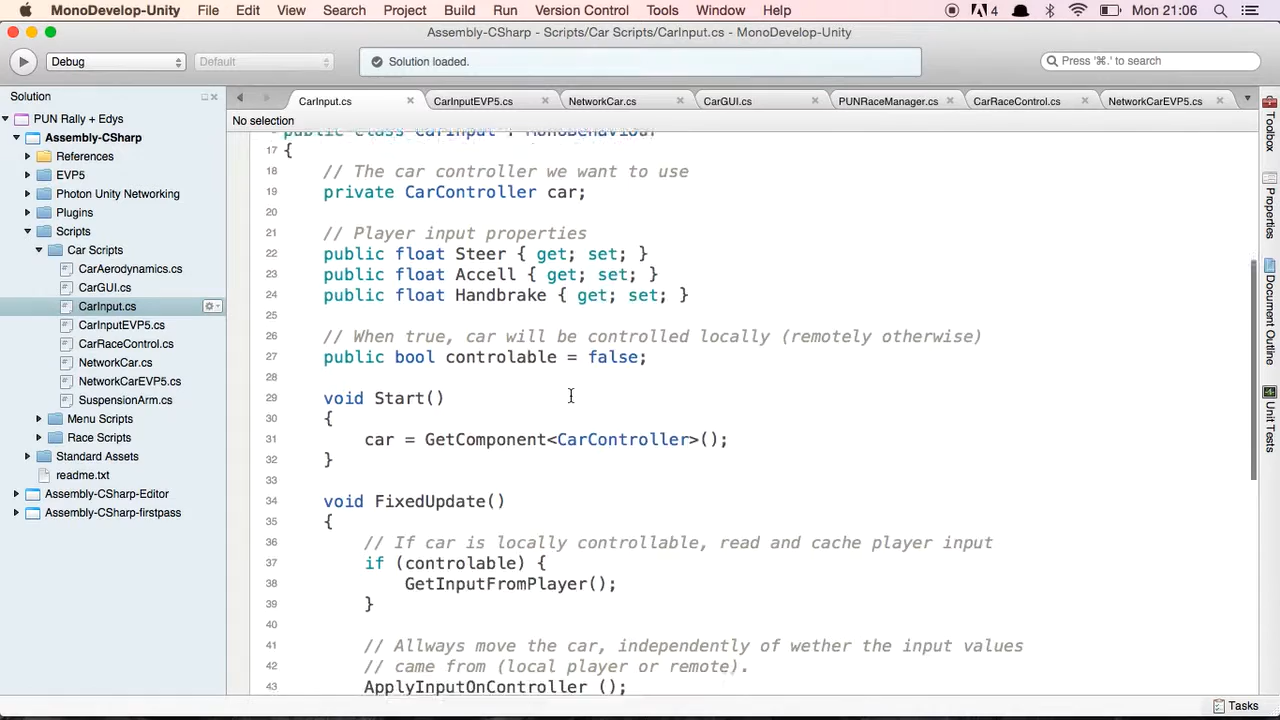 MonoDevelop-Unity File Edit View Search Project Build Run Version Control Tools Window Help 4 Mon 21:06
Assembly-CSharp - Scripts/Car Scripts/CarInput.cs - MonoDevelop-Unity
Debug Default Solution loaded. Press '⌘.' to search
Solution
CarInput.cs CarInputEVP5.cs NetworkCar.cs CarGUI.cs PUNRaceManager.cs CarRaceControl.cs NetworkCarEVP5.cs
No selection
PUN Rally + Edys
Assembly-CSharp
References
EVP5
Photon Unity Networking
Plugins
Scripts
Car Scripts
CarAerodynamics.cs
CarGUI.cs
CarInput.cs
CarInputEVP5.cs
CarRaceControl.cs
NetworkCar.cs
NetworkCarEVP5.cs
SuspensionArm.cs
Menu Scripts
Race Scripts
Standard Assets
readme.txt
Assembly-CSharp-Editor
Assembly-CSharp-firstpass
public class CarInput : MonoBehaviour
17 {
18 // The car controller we want to use
19 private CarController car;
20
21 // Player input properties
22 public float Steer { get; set; }
23 public float Accell { get; set; }
24 public float Handbrake { get; set; }
25
26 // When true, car will be controlled locally (remotely otherwise)
27 public bool controlable = false;
28
29 void Start()
30 {
31 car = GetComponent<CarController>();
32 }
33
34 void FixedUpdate()
35 {
36 // If car is locally controllable, read and cache player input
37 if (controlable) {
38 GetInputFromPlayer();
39 }
40
41 // Allways move the car, independently of wether the input values
42 // came from (local player or remote).
43 ApplyInputOnController ();
Toolbox
Properties
Document Outline
Unit Tests
Tasks